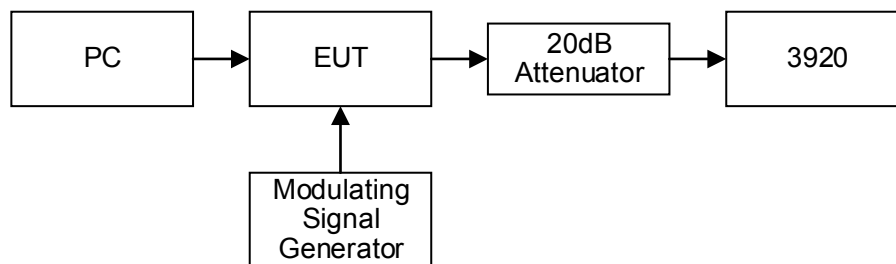 PC
EUT
20dB
Attenuator
3920
Modulating
Signal
Generator